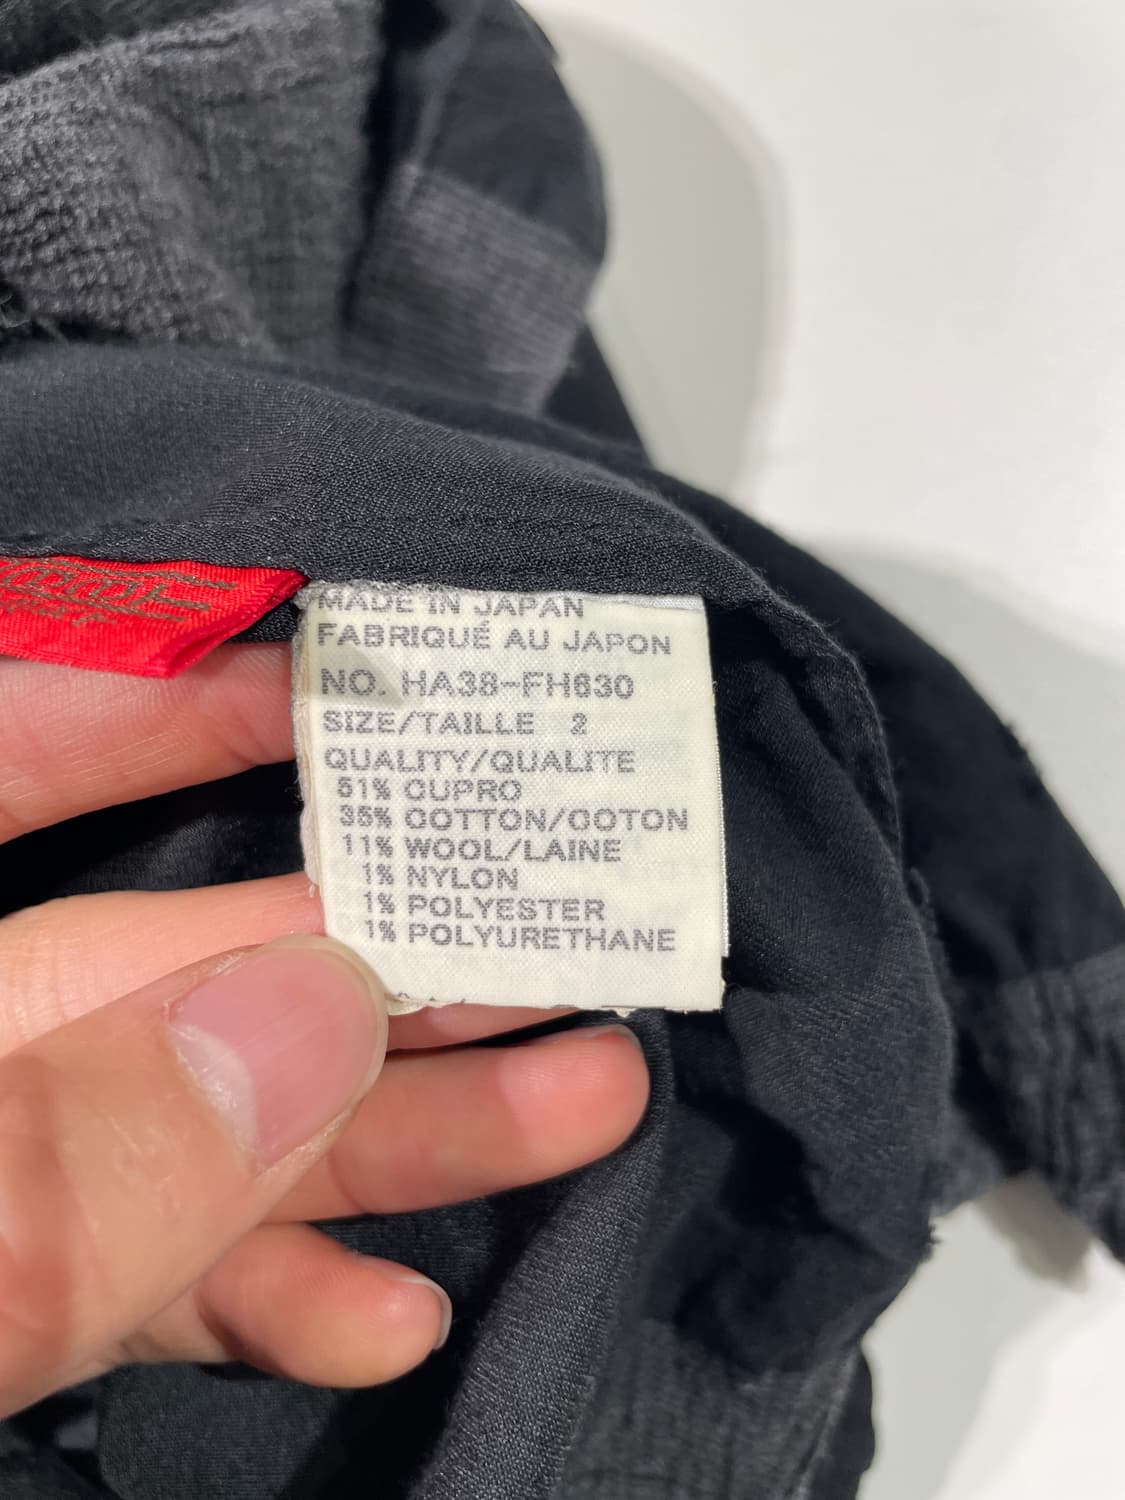 MADE IN JAPAN
FABRIQUÉ AU JAPON
NO. HA38-FH630
SIZE/TAILLE 2
QUALITY/QUALITE
51% CUPRO
35% COTTON/COTON
11% WOOL/LAINE
1% NYLON
1% POLYESTER
1% POLYURETHANE